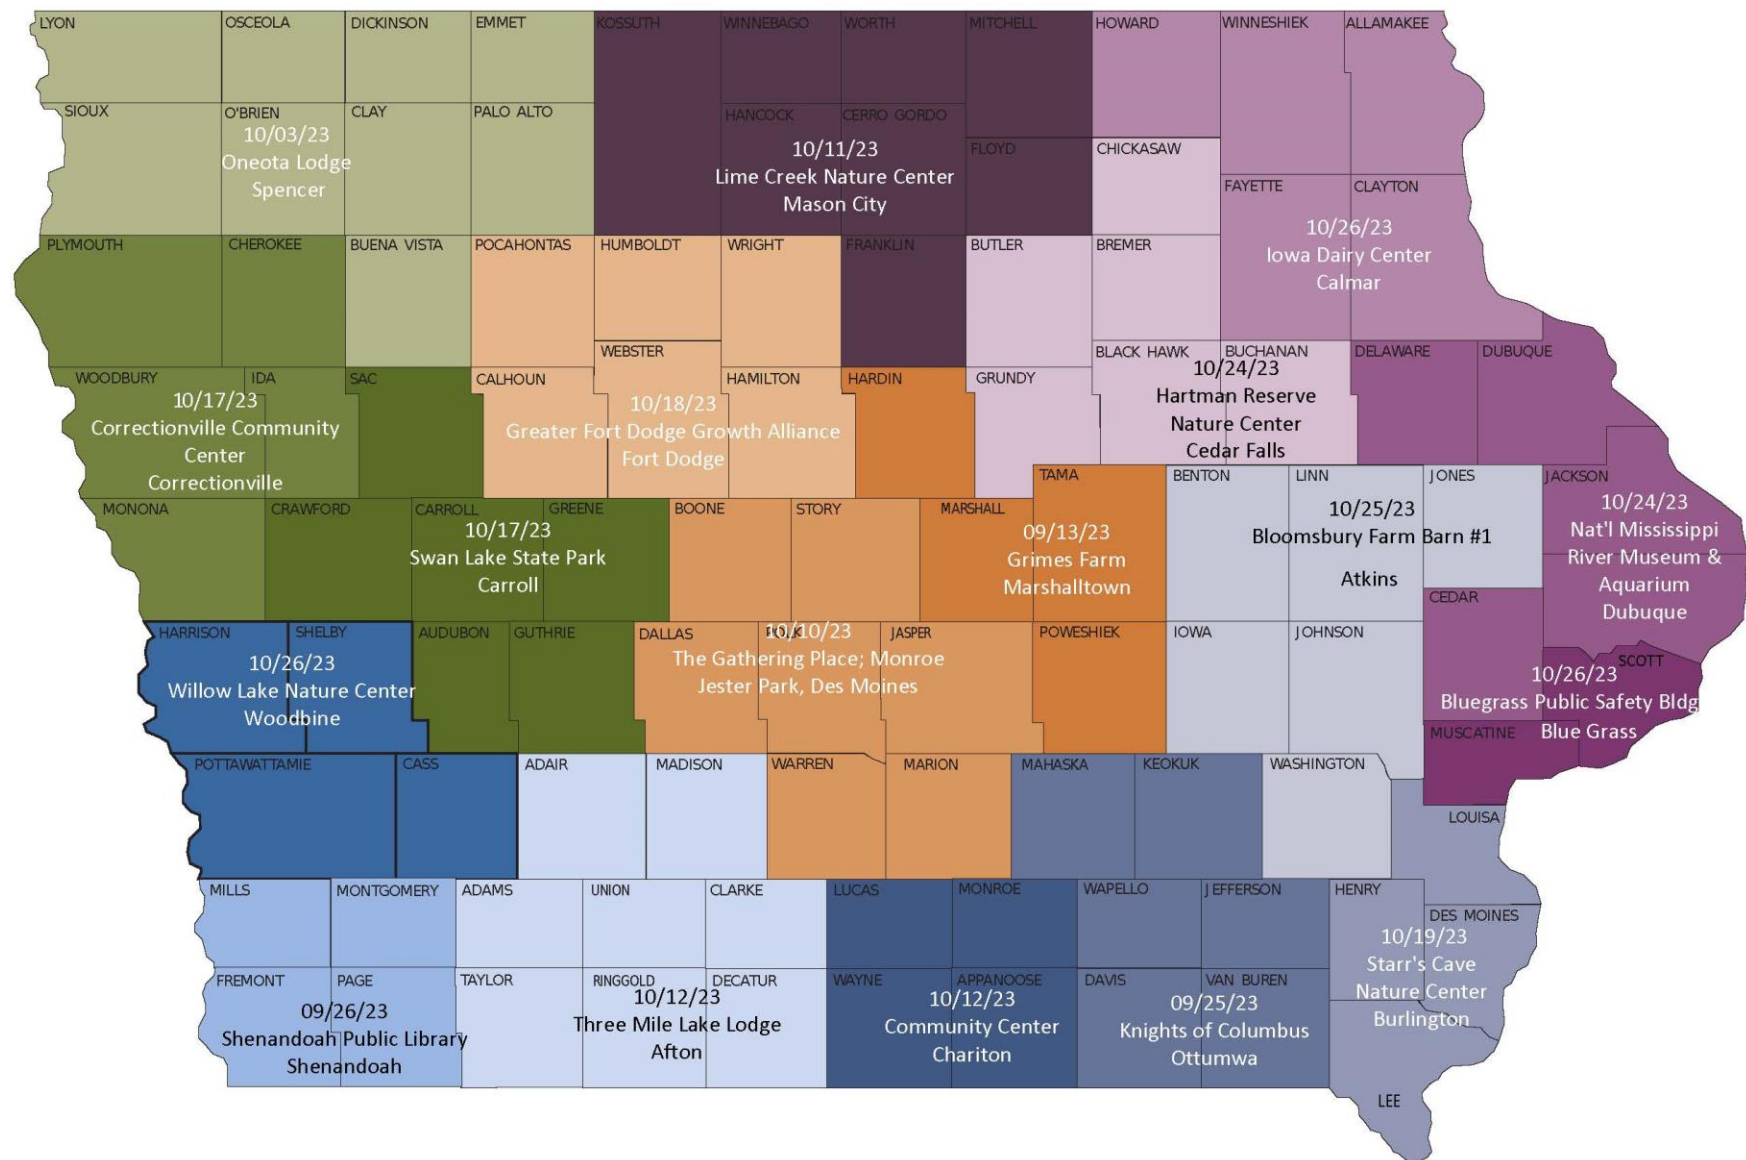 LYON
OSCEOLA
DICKINSON
EMMET
KOSSUTH
WINNEBAGO
WORTH
MITCHELL
HOWARD
WINNESHIEK
ALLAMAKEE
SIOUX
O'BRIEN
CLAY
PALO ALTO
HANCOCK
CERRO GORDO
FLOYD
CHICKASAW
FAYETTE
CLAYTON
10/03/23
Oneota Lodge
Spencer
10/11/23
Lime Creek Nature Center
Mason City
10/26/23
Iowa Dairy Center
Calmar
PLYMOUTH
CHEROKEE
BUENA VISTA
POCAHONTAS
HUMBOLDT
WRIGHT
FRANKLIN
BUTLER
BREMER
WEBSTER
BLACK HAWK
BUCHANAN
DELAWARE
DUBUQUE
WOODBURY
IDA
SAC
CALHOUN
HAMILTON
HARDIN
GRUNDY
10/17/23
Correctionville Community
Center
Correctionville
10/18/23
Greater Fort Dodge Growth Alliance
Fort Dodge
10/24/23
Hartman Reserve
Nature Center
Cedar Falls
TAMA
BENTON
LINN
JONES
JACKSON
MONONA
CRAWFORD
CARROLL
GREENE
BOONE
STORY
MARSHALL
10/17/23
Swan Lake State Park
Carroll
09/13/23
Grimes Farm
Marshalltown
10/25/23
Bloomsbury Farm Barn #1
Atkins
10/24/23
Nat'l Mississippi
River Museum &
Aquarium
Dubuque
CEDAR
HARRISON
SHELBY
AUDUBON
GUTHRIE
DALLAS
POLK
JASPER
POWESHIEK
IOWA
JOHNSON
SCOTT
10/26/23
Willow Lake Nature Center
Woodbine
10/10/23
The Gathering Place; Monroe
Jester Park, Des Moines
10/26/23
Bluegrass Public Safety Bldg
Blue Grass
MUSCATINE
POTTAWATTAMIE
CASS
ADAIR
MADISON
WARREN
MARION
MAHASKA
KEOKUK
WASHINGTON
LOUISA
MILLS
MONTGOMERY
ADAMS
UNION
CLARKE
LUCAS
MONROE
WAPELLO
JEFFERSON
HENRY
DES MOINES
FREMONT
PAGE
TAYLOR
RINGGOLD
DECATUR
WAYNE
APPANOOSE
DAVIS
VAN BUREN
09/26/23
Shenandoah Public Library
Shenandoah
10/12/23
Three Mile Lake Lodge
Afton
10/12/23
Community Center
Chariton
09/25/23
Knights of Columbus
Ottumwa
10/19/23
Starr's Cave
Nature Center
Burlington
LEE